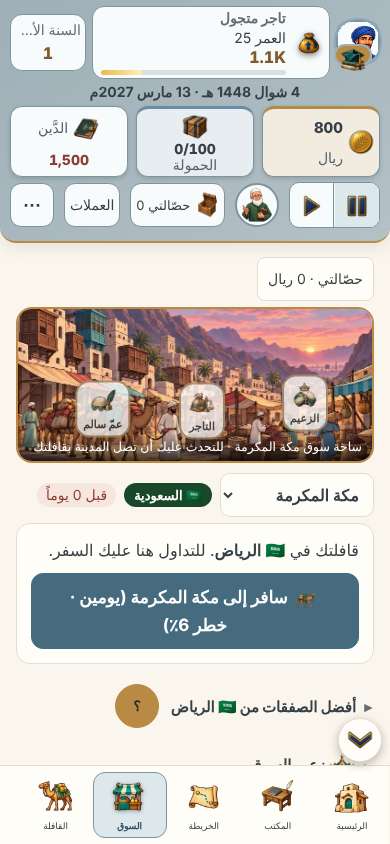 تاجر متجول
العمر 25
1.1K
السنة الأ...
1
4 شوال 1448 هـ · 13 مارس 2027م
800
ريال
0/100
الحمولة
الدَّين
1,500
حصّالتي 0
العملات
...
حصّالتي · 0 ريال
الزعيم
التاجر
عمّ سالم
ساحة سوق مكة المكرمة · للتحدث عليك أن تصل المدينة بقافلتك.
مكة المكرمة
السعودية
قبل 0 يوماً
قافلتك في الرياض. للتداول هنا عليك السفر.
سافر إلى مكة المكرمة (يومين ·
خطر 6٪)
أفضل الصفقات من الرياض
؟
الرئيسية
المكتب
الخريطة
السوق
القافلة